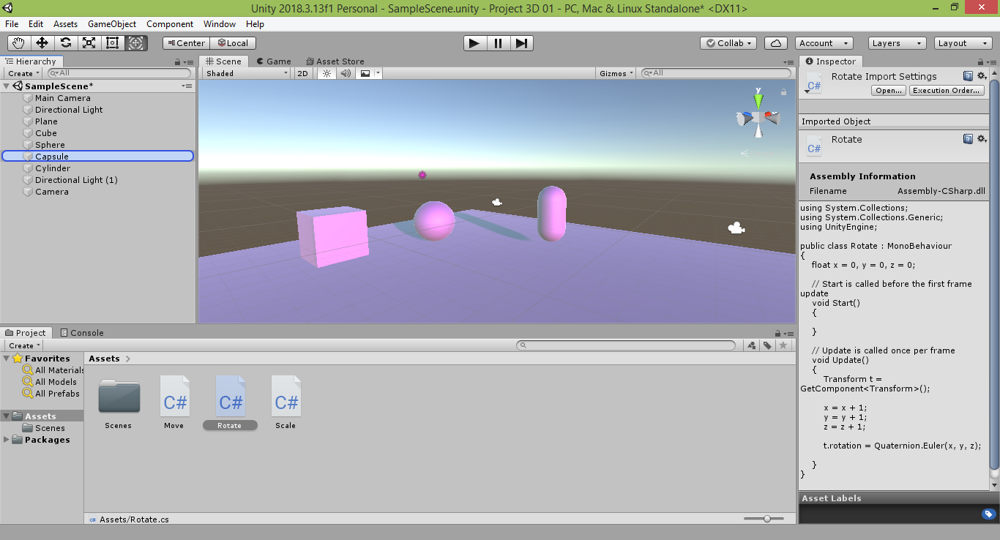 Unity 2018.3.13f1 Personal - SampleScene.unity - Project 3D 01 - PC, Mac & Linux Standalone* <DX11>
File Edit Assets GameObject Component Window Help
Center Local Collab Account Layers Layout
Hierarchy
Create All
SampleScene*
Main Camera
Directional Light
Plane
Cube
Sphere
Capsule
Cylinder
Directional Light (1)
Camera
Scene Game Asset Store
Shaded 2D Gizmos All
y
Inspector
C#
Rotate Import Settings
Open... Execution Order...
Imported Object
C#
Rotate
Assembly Information
Filename Assembly-CSharp.dll
using System.Collections;
using System.Collections.Generic;
using UnityEngine;
public class Rotate : MonoBehaviour
{
float x = 0, y = 0, z = 0;
// Start is called before the first frame
update
void Start()
{
}
// Update is called once per frame
void Update()
{
Transform t =
GetComponent<Transform>();
x = x + 1;
y = y + 1;
z = z + 1;
t.rotation = Quaternion.Euler(x, y, z);
}
}
Asset Labels
Project Console
Create
Favorites
All Materials
All Models
All Prefabs
Assets
Scenes
Packages
Assets
C# C# C#
Scenes Move Rotate Scale
C# Assets/Rotate.cs